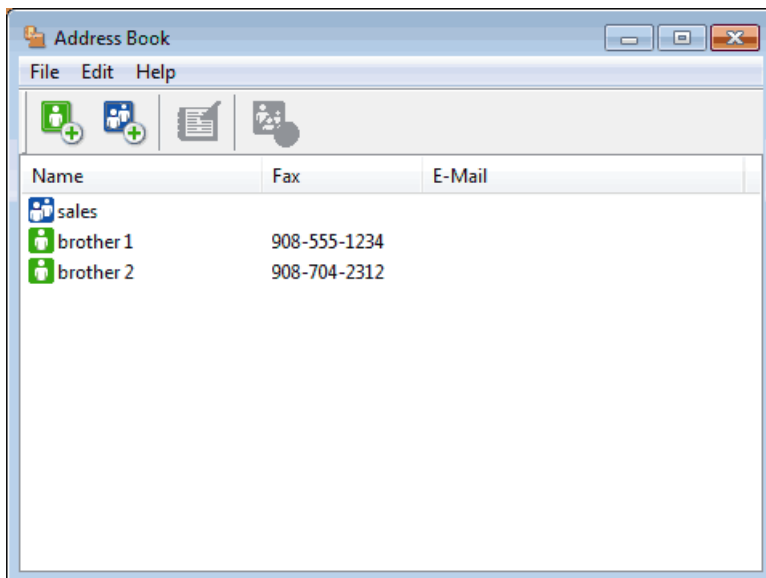 Address Book
File Edit Help
Name Fax E-Mail
sales
brother 1 908-555-1234
brother 2 908-704-2312